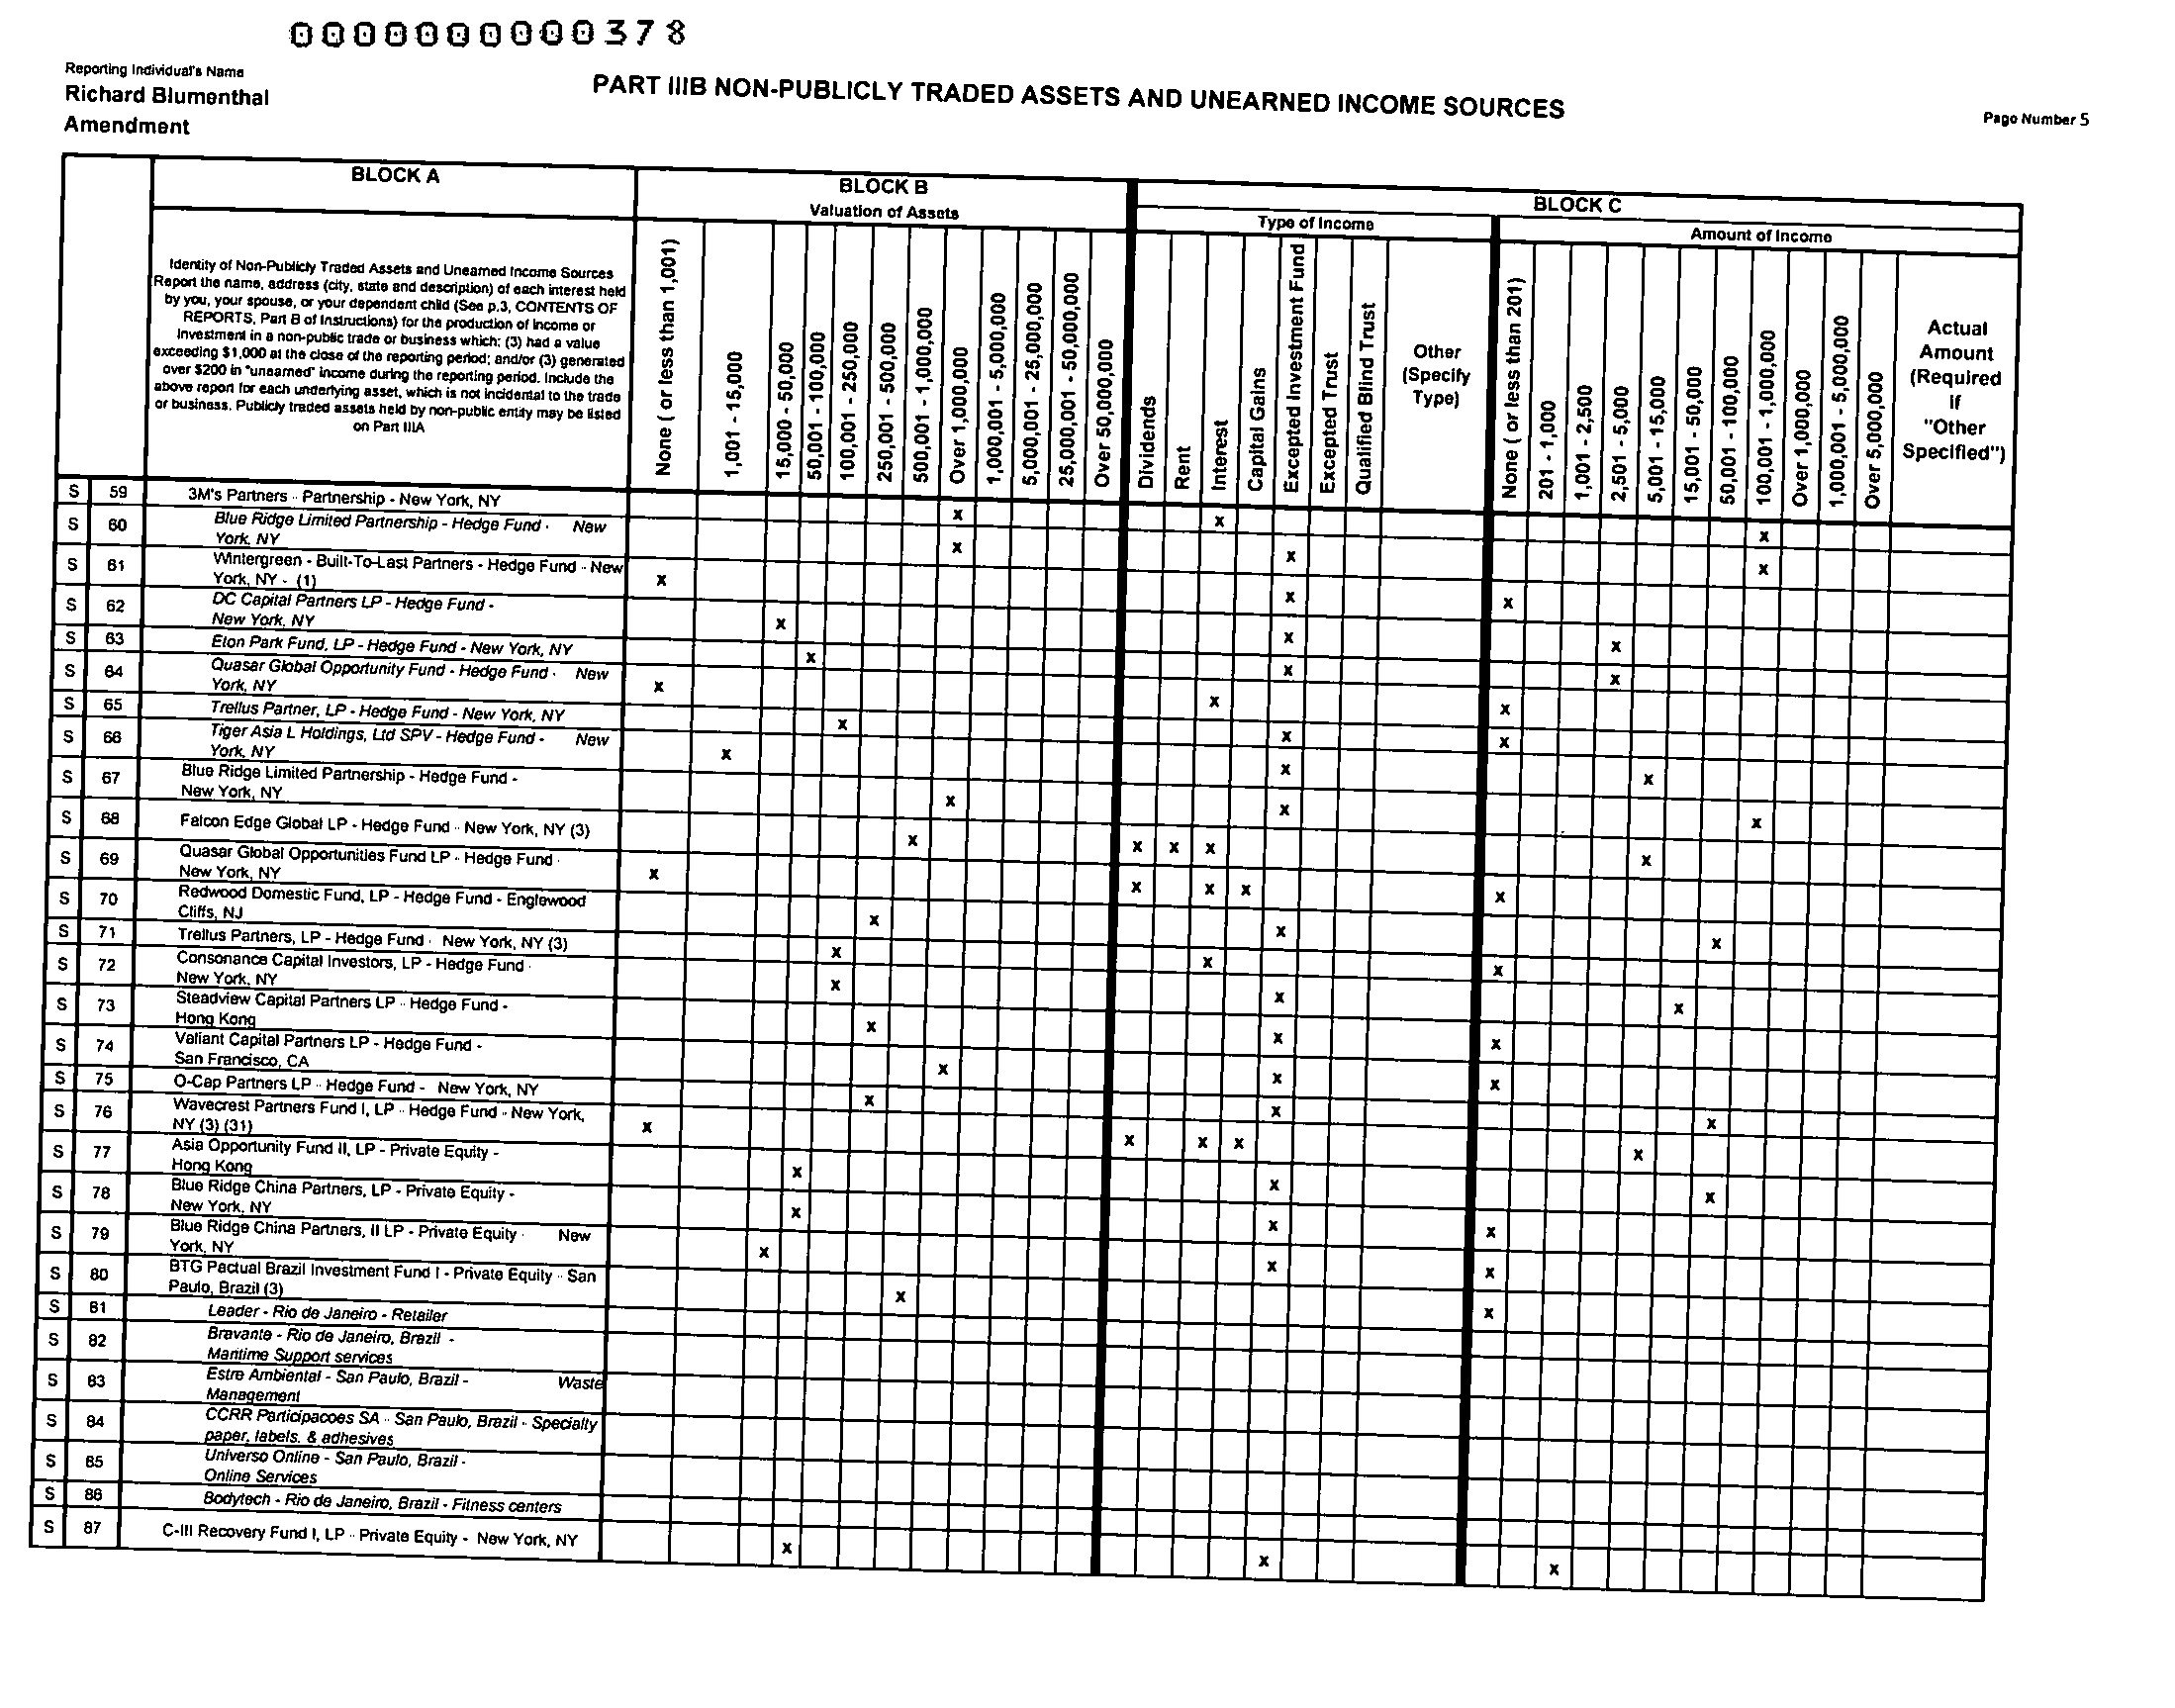 000000000378
Reporting Individual's Name
Richard Blumenthal
Amendment
PART IIIB NON-PUBLICLY TRADED ASSETS AND UNEARNED INCOME SOURCES
Page Number 5
BLOCK A
BLOCK B
Valuation of Assets
BLOCK C
Type of Income
Amount of Income
Identity of Non-Publicly Traded Assets and Unearned Income Sources
Report the name, address (city, state and description) of each interest held
by you, your spouse, or your dependent child (See p.3, CONTENTS OF
REPORTS, Part B of Instructions) for the production of income or
investment in a non-public trade or business which: (3) had a value
exceeding $1,000 at the close of the reporting period; and/or (3) generated
over $200 in "unearned" income during the reporting period. Include the
above report for each underlying asset, which is not incidental to the trade
or business. Publicly traded assets held by non-public entity may be listed
on Part IIIA
None ( or less than 1,001)
1,001 - 15,000
15,000 - 50,000
50,001 - 100,000
100,001 - 250,000
250,001 - 500,000
500,001 - 1,000,000
Over 1,000,000
1,000,001 - 5,000,000
5,000,001 - 25,000,000
25,000,001 - 50,000,000
Over 50,000,000
Dividends
Rent
Interest
Capital Gains
Excepted Investment Fund
Excepted Trust
Qualified Blind Trust
Other
(Specify
Type)
None ( or less than 201)
201 - 1,000
1,001 - 2,500
2,501 - 5,000
5,001 - 15,000
15,001 - 50,000
50,001 - 100,000
100,001 - 1,000,000
Over 1,000,000
1,000,001 - 5,000,000
Over 5,000,000
Actual
Amount
(Required
if
"Other
Specified")
S 59 3M's Partners - Partnership - New York, NY x x x
S 60 Blue Ridge Limited Partnership - Hedge Fund - New
York, NY x x x
S 61 Wintergreen - Built-To-Last Partners - Hedge Fund - New
York, NY - (1) x x x
S 62 DC Capital Partners LP - Hedge Fund -
New York, NY x x x
S 63 Eton Park Fund, LP - Hedge Fund - New York, NY x x x
S 64 Quasar Global Opportunity Fund - Hedge Fund - New
York, NY x x x
S 65 Trellus Partner, LP - Hedge Fund - New York, NY x x x
S 66 Tiger Asia L Holdings, Ltd SPV - Hedge Fund - New
York, NY x x x
S 67 Blue Ridge Limited Partnership - Hedge Fund -
New York, NY x x x
S 68 Falcon Edge Global LP - Hedge Fund - New York, NY (3) x x x x x
S 69 Quasar Global Opportunities Fund LP - Hedge Fund -
New York, NY x x x x x
S 70 Redwood Domestic Fund, LP - Hedge Fund - Englewood
Cliffs, NJ x x x
S 71 Trellus Partners, LP - Hedge Fund - New York, NY (3) x x x
S 72 Consonance Capital Investors, LP - Hedge Fund -
New York, NY x x x
S 73 Steadview Capital Partners LP - Hedge Fund -
Hong Kong x x x
S 74 Valiant Capital Partners LP - Hedge Fund -
San Francisco, CA x x x
S 75 O-Cap Partners LP - Hedge Fund - New York, NY x x x
S 76 Wavecrest Partners Fund I, LP - Hedge Fund - New York,
NY (3) (31) x x x x x
S 77 Asia Opportunity Fund II, LP - Private Equity -
Hong Kong x x x
S 78 Blue Ridge China Partners, LP - Private Equity -
New York, NY x x x
S 79 Blue Ridge China Partners, II LP - Private Equity - New
York, NY x x x
S 80 BTG Pactual Brazil Investment Fund I - Private Equity - San
Paulo, Brazil (3) x x
S 81 Leader - Rio de Janeiro - Retailer
S 82 Bravante - Rio de Janeiro, Brazil -
Maritime Support services
S 83 Estre Ambiental - San Paulo, Brazil - Waste
Management
S 84 CCRR Participacoes SA - San Paulo, Brazil - Specialty
paper, labels, & adhesives
S 85 Universo Online - San Paulo, Brazil -
Online Services
S 86 Bodytech - Rio de Janeiro, Brazil - Fitness centers
S 87 C-III Recovery Fund I, LP - Private Equity - New York, NY x x x